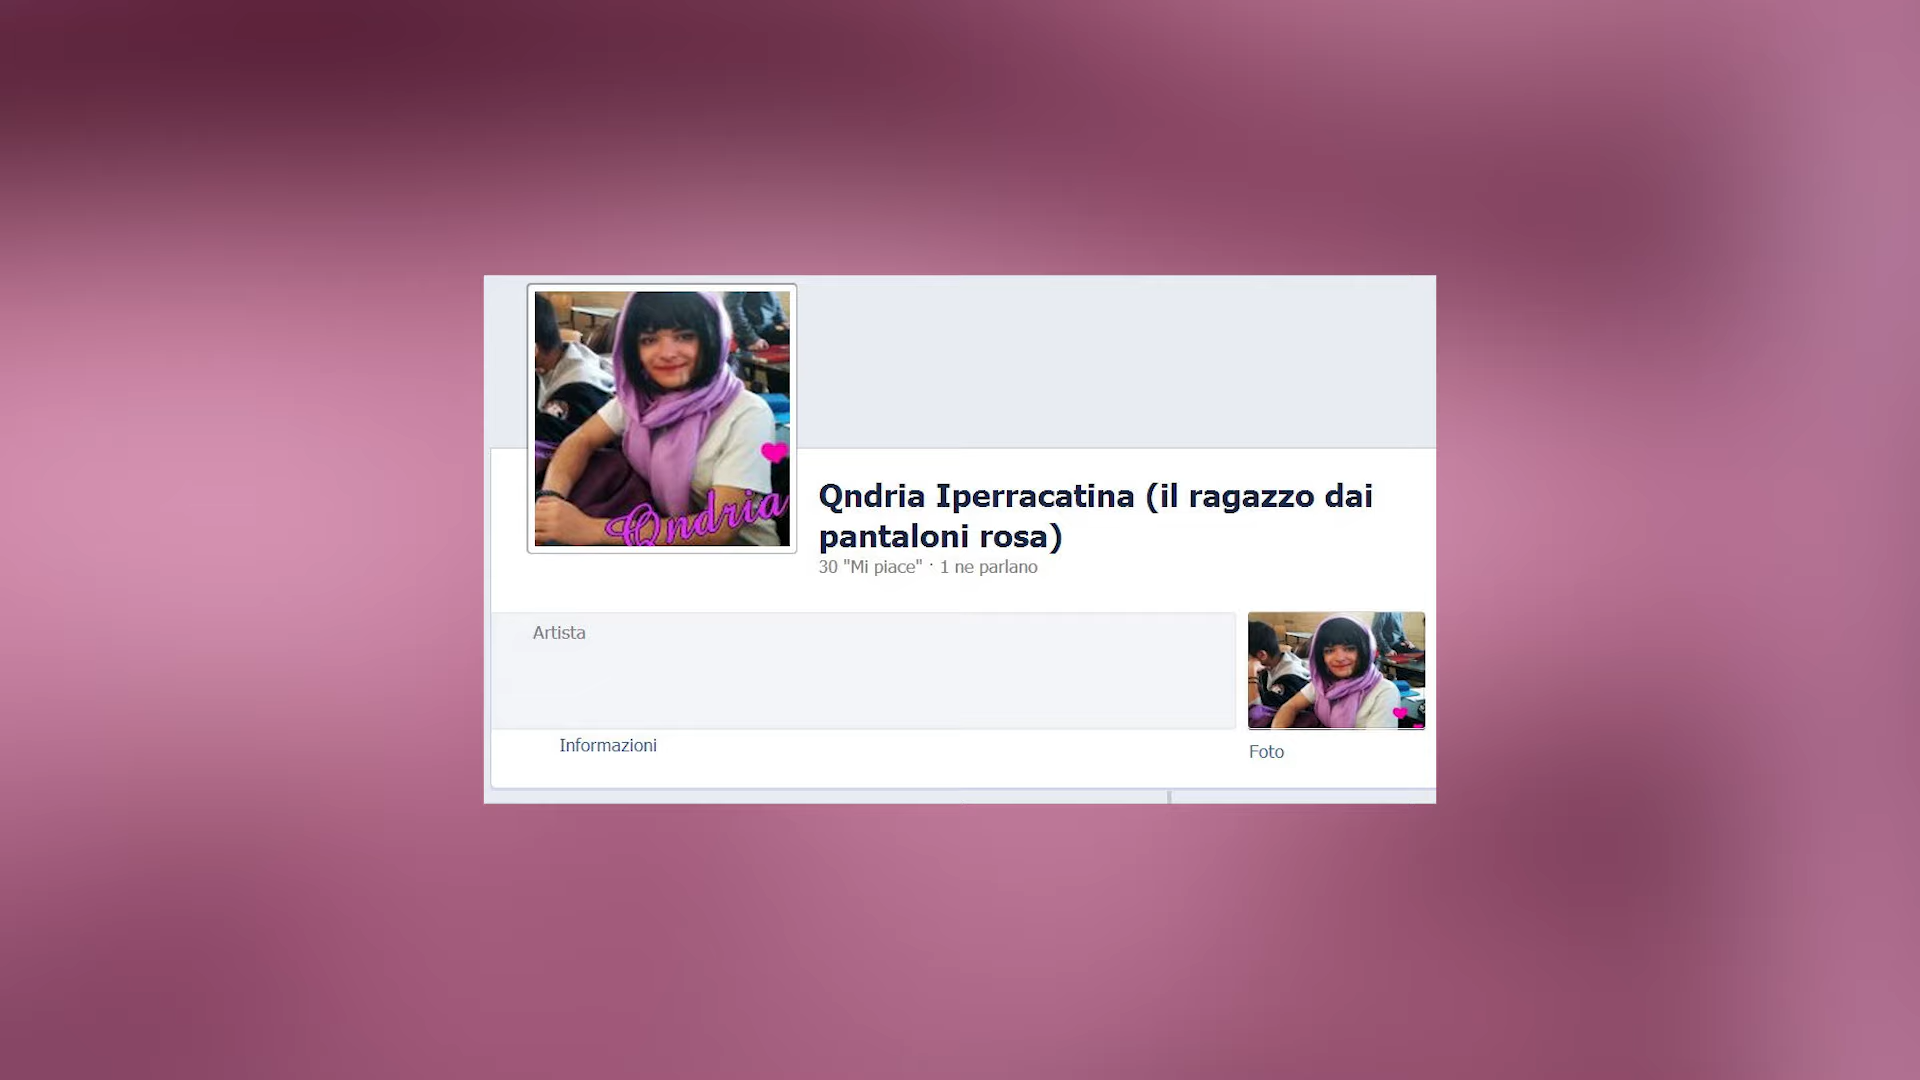 Qndria
Qndria Iperracatina (il ragazzo dai
pantaloni rosa)
30 "Mi piace" · 1 ne parlano
Artista
Informazioni
Foto